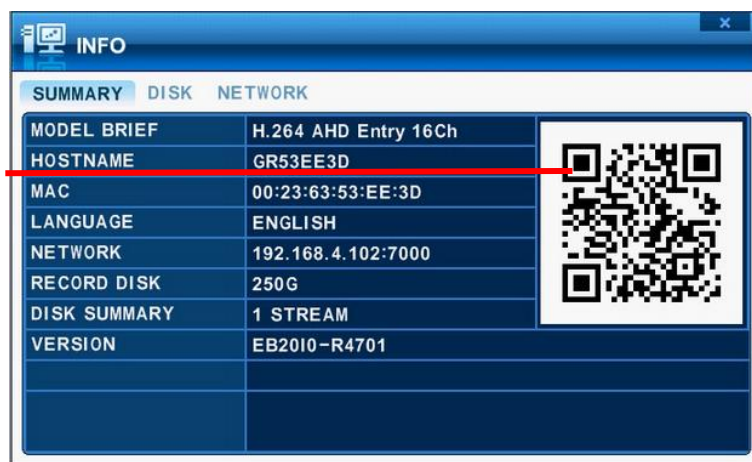 INFO
SUMMARY DISK NETWORK
MODEL BRIEF H.264 AHD Entry 16Ch
HOSTNAME GR53EE3D
MAC 00:23:63:53:EE:3D
LANGUAGE ENGLISH
NETWORK 192.168.4.102:7000
RECORD DISK 250G
DISK SUMMARY 1 STREAM
VERSION EB20I0-R4701